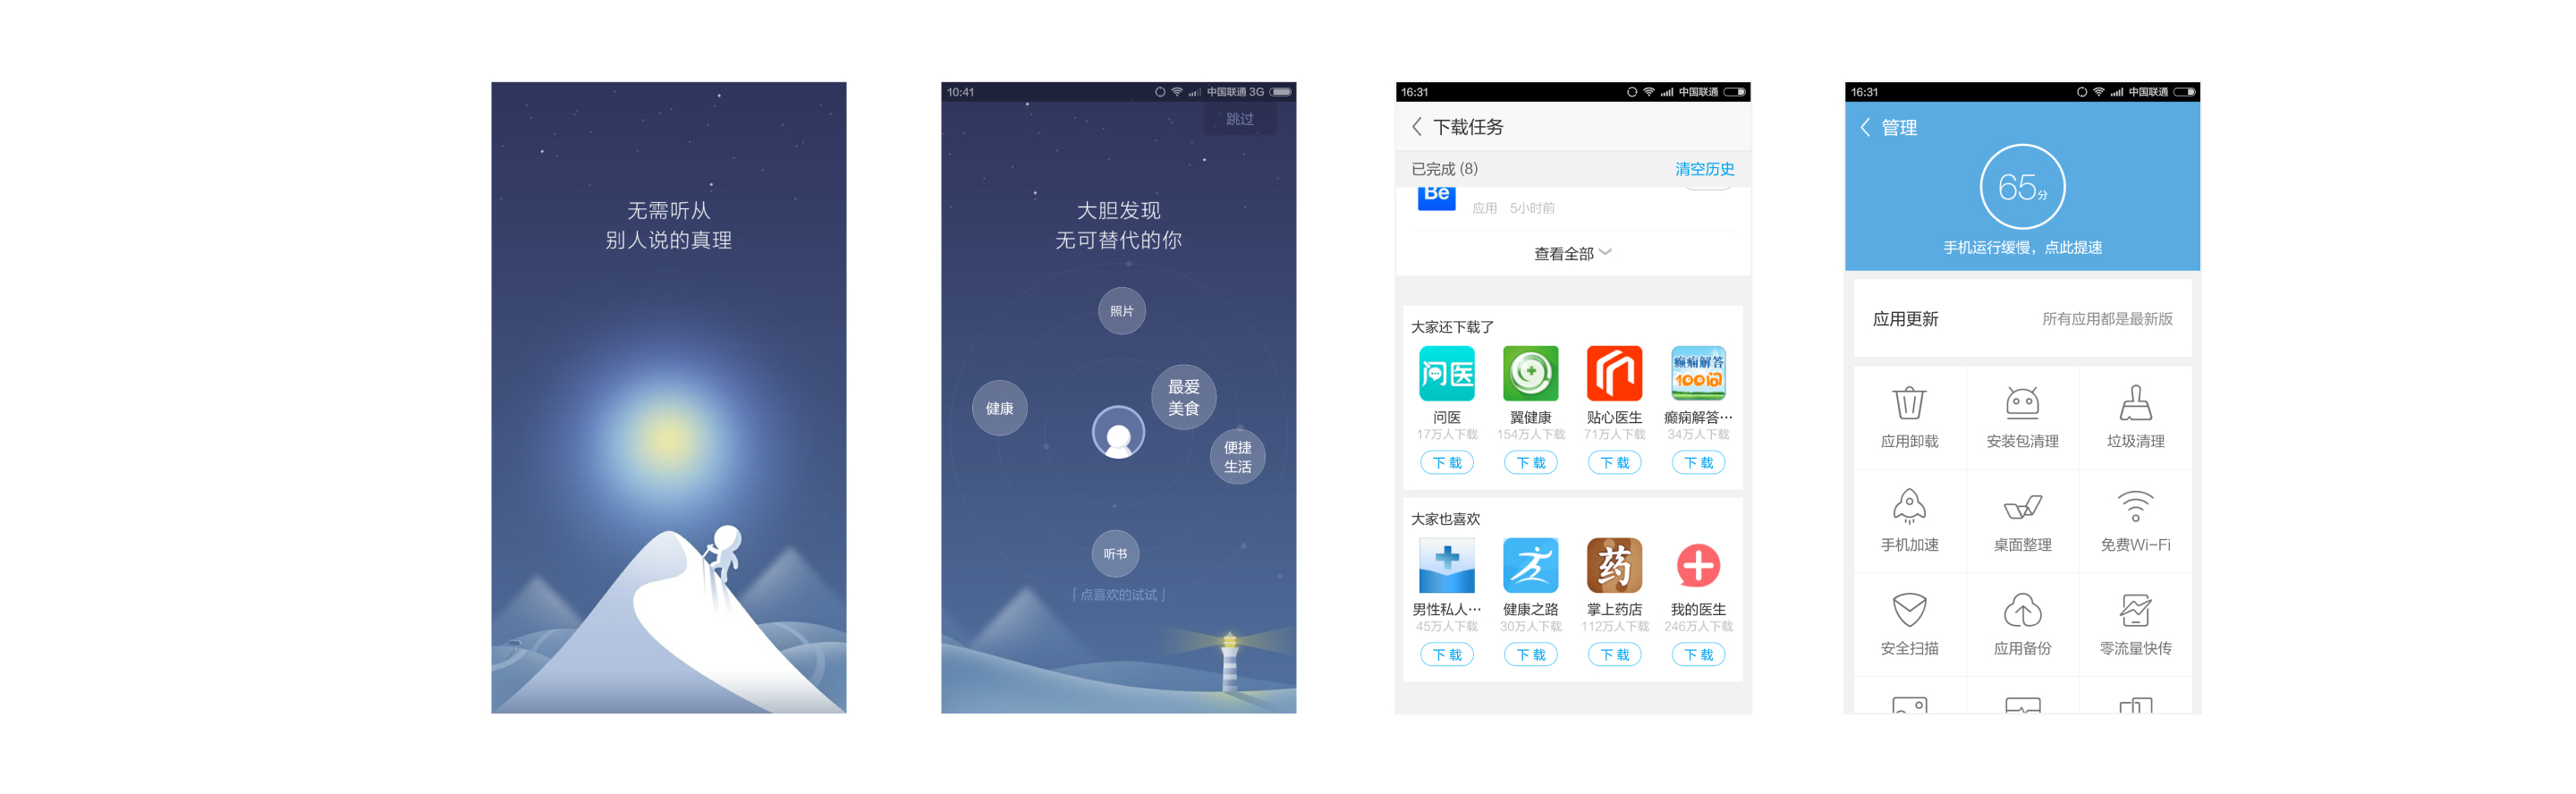 无需听从
别人说的真理
10:41
中国联通 3G
跳过
大胆发现
无可替代的你
照片
最爱
美食
健康
便捷
生活
听书
「点喜欢的试试」
16:31
中国联通
下载任务
已完成 (8)
清空历史
Be
应用 5小时前
查看全部
大家还下载了
问医
癫痫解答
100问
问医 翼健康 贴心医生 癫痫解答…
17万人下载 154万人下载 71万人下载 34万人下载
下载 下载 下载 下载
大家也喜欢
药
男性私人… 健康之路 掌上药店 我的医生
45万人下载 30万人下载 112万人下载 246万人下载
下载 下载 下载 下载
16:31
中国联通
管理
65分
手机运行缓慢，点此提速
应用更新
所有应用都是最新版
应用卸载 安装包清理 垃圾清理
手机加速 桌面整理 免费Wi-Fi
安全扫描 应用备份 零流量快传